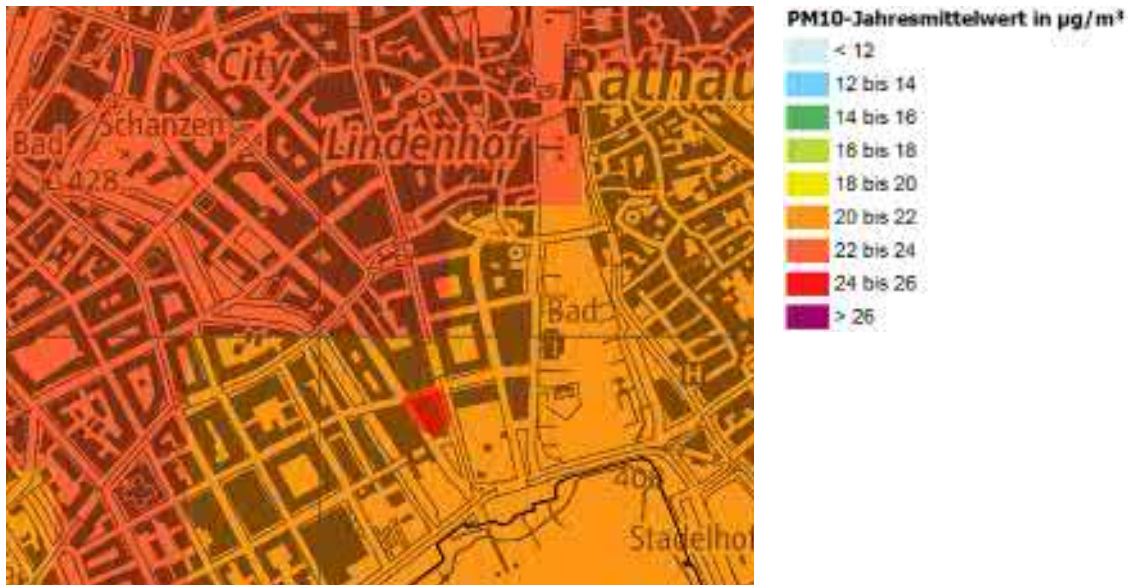 City
Rathau
Schanzen
Bad
Lindenhof
428
Bad
H
Stadelhof
PM10-Jahresmittelwert in µg/m³
< 12
12 bis 14
14 bis 16
16 bis 18
18 bis 20
20 bis 22
22 bis 24
24 bis 26
> 26